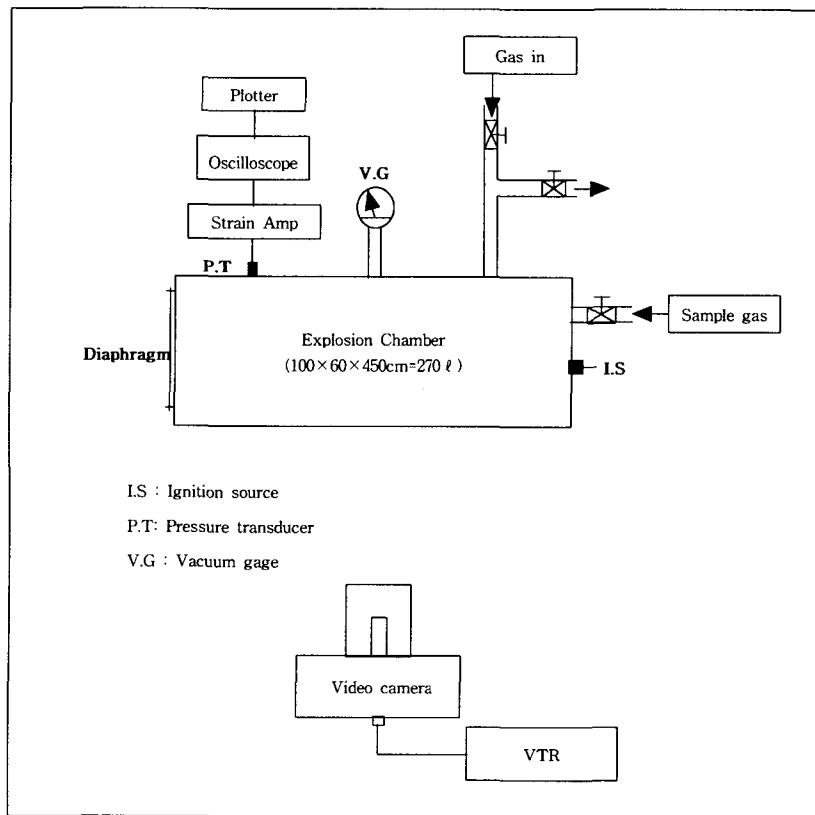 Gas in
Plotter
Oscilloscope
V.G
Strain Amp
P.T
Sample gas
Explosion Chamber
Diaphragm
(100×60×450cm=270 ℓ)
I.S
I.S : Ignition source
P.T: Pressure transducer
V.G : Vacuum gage
Video camera
VTR